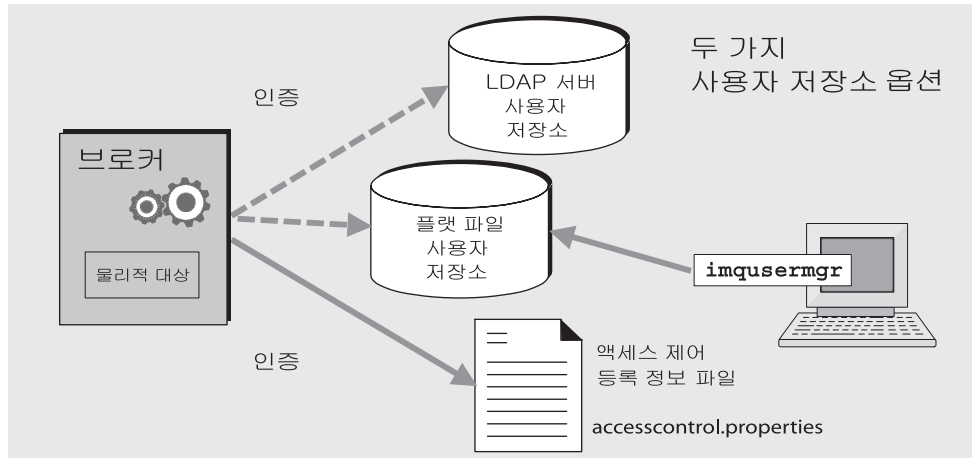 두 가지
사용자 저장소 옵션
LDAP 서버
사용자
저장소
인증
브로커
물리적 대상
플랫 파일
사용자
저장소
imqusermgr
인증
액세스 제어
등록 정보 파일
accesscontrol.properties